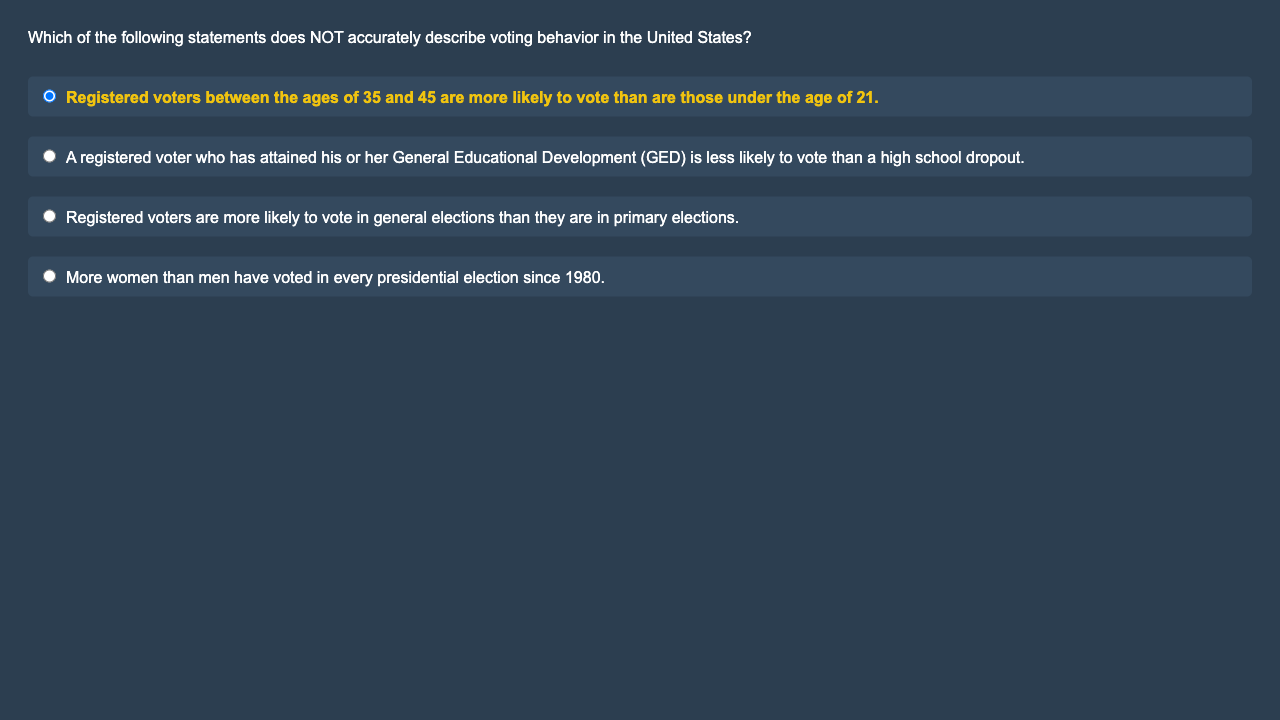 Which of the following statements does NOT accurately describe voting behavior in the United States?
Registered voters between the ages of 35 and 45 are more likely to vote than are those under the age of 21.
A registered voter who has attained his or her General Educational Development (GED) is less likely to vote than a high school dropout.
Registered voters are more likely to vote in general elections than they are in primary elections.
More women than men have voted in every presidential election since 1980.